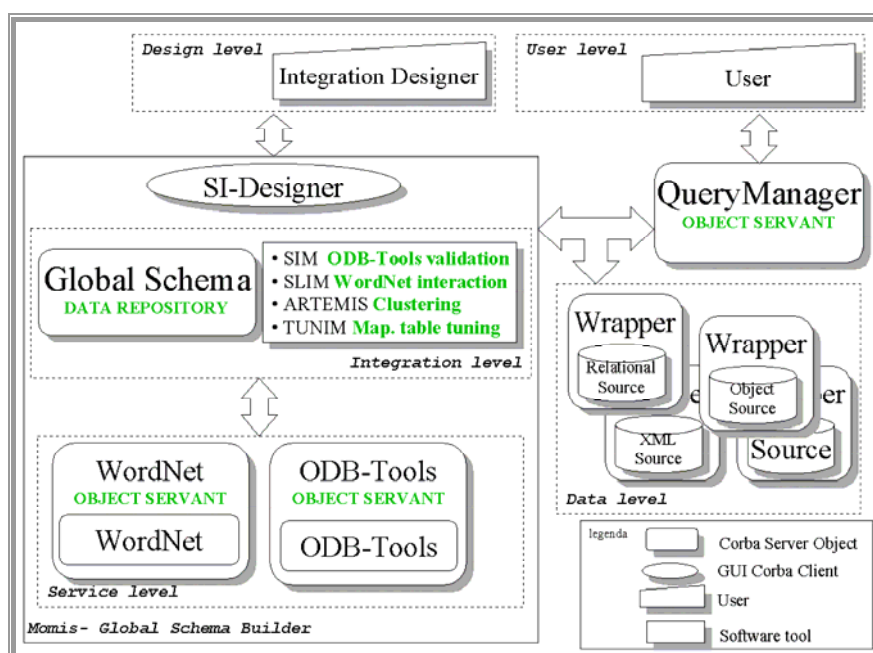 Design level
Integration Designer
User level
User
SI-Designer
QueryManager
OBJECT SERVANT
Global Schema
DATA REPOSITORY
• SIM ODB-Tools validation
• SLIM WordNet interaction
• ARTEMIS Clustering
• TUNIM Map. table tuning
Integration level
Wrapper
Relational
Source
Wrapper
Object
Source
XML
Source
Source
Data level
WordNet
OBJECT SERVANT
WordNet
ODB-Tools
OBJECT SERVANT
ODB-Tools
Service level
Momis- Global Schema Builder
legenda
Corba Server Object
GUI Corba Client
User
Software tool